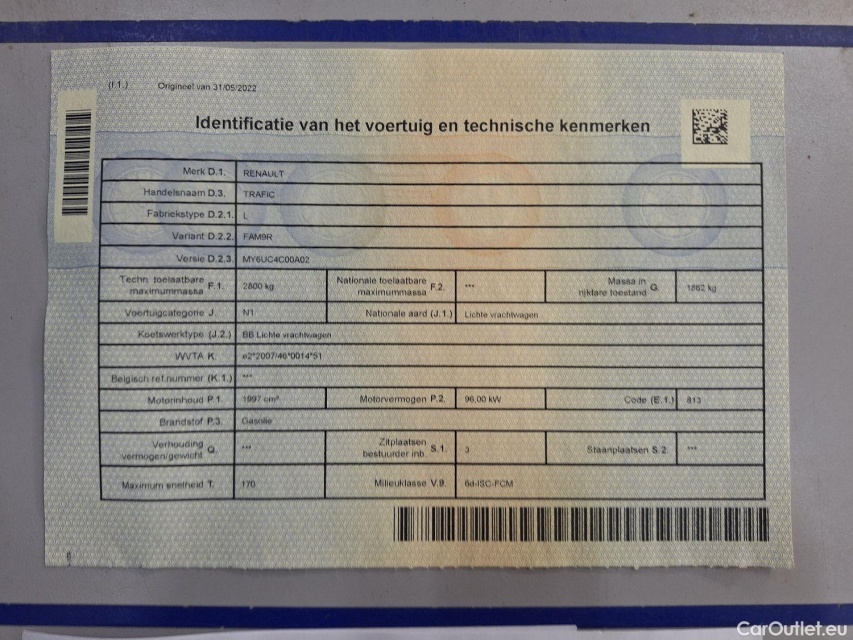 (I.1.) Origineel van 31/05/2022
Identificatie van het voertuig en technische kenmerken
Merk D.1. RENAULT
Handelsnaam D.3. TRAFIC
Fabriekstype D.2.1. L
Variant D.2.2. FAM9R
Versie D.2.3. MY6UC4C00A02
Techn. toelaatbare maximummassa F.1. 2800 kg Nationale toelaatbare maximummassa F.2. *** Massa in rijklare toestand G. 1862 kg
Voertuigcategorie J. N1 Nationale aard (J.1.) Lichte vrachtwagen
Koetswerktype (J.2.) BB Lichte vrachtwagen
WVTA K. e2*2007/46*0014*51
Belgisch ref.nummer (K.1.) ***
Motorinhoud P.1. 1997 cm³ Motorvermogen P.2. 96,00 kW Code (E.1.) 813
Brandstof P.3. Gasolie
Verhouding vermogen/gewicht Q. *** Zitplaatsen bestuurder inb. S.1. 3 Staanplaatsen S.2. ***
Maximum snelheid T. 170 Milieuklasse V.9. 6d-ISC-FCM
CarOutlet.eu